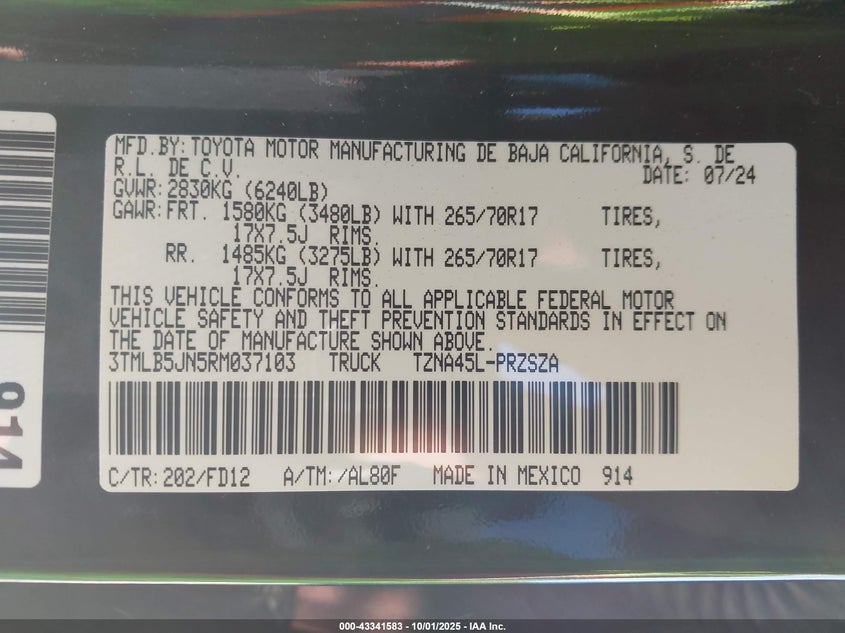 MFD.BY: TOYOTA MOTOR MANUFACTURING DE BAJA CALIFORNIA, S. DE
R.L. DE C.V. DATE: 07/24
GVWR: 2830KG (6240LB)
GAWR: FRT. 1580KG (3480LB) WITH 265/70R17 TIRES,
17X7.5J RIMS.
RR. 1485KG (3275LB) WITH 265/70R17 TIRES,
17X7.5J RIMS.
THIS VEHICLE CONFORMS TO ALL APPLICABLE FEDERAL MOTOR
VEHICLE SAFETY AND THEFT PREVENTION STANDARDS IN EFFECT ON
THE DATE OF MANUFACTURE SHOWN ABOVE.
3TMLB5JN5RM037103 TRUCK TZNA45L-PRZSZA
C/TR: 202/FD12 A/TM: /AL80F MADE IN MEXICO 914
914
000-43341583 - 10/01/2025 - IAA Inc.